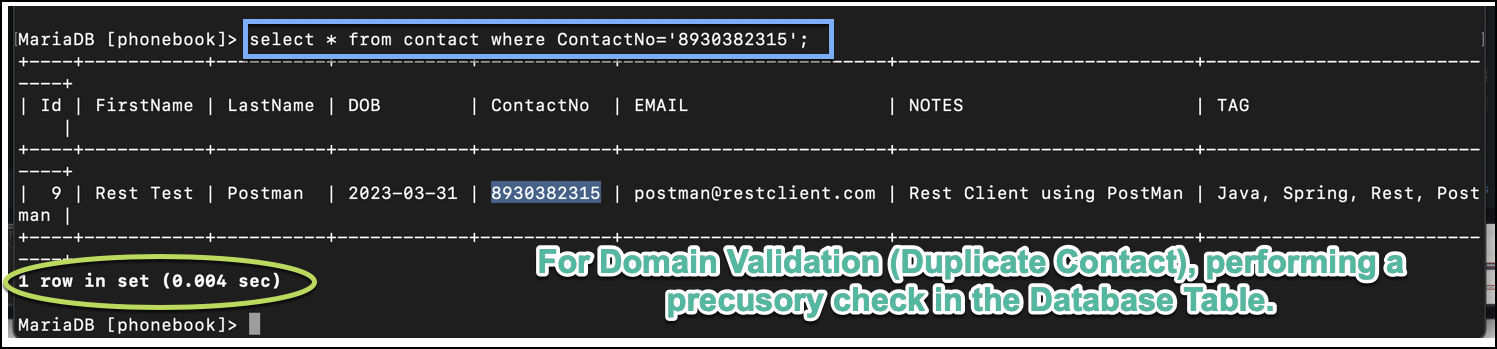 MariaDB [phonebook]> select * from contact where ContactNo='8930382315';
+----+-----------+----------+------------+------------+----------------------+---------------------------+-------------------------
----+
| Id | FirstName | LastName | DOB        | ContactNo  | EMAIL                  | NOTES                     | TAG
    |
+----+-----------+----------+------------+------------+----------------------+---------------------------+-------------------------
----+
|  9 | Rest Test | Postman  | 2023-03-31 | 8930382315 | postman@restclient.com | Rest Client using PostMan | Java, Spring, Rest, Post
man |
+----+-----------+----------+------------+------------+----------------------+---------------------------+-------------------------
----+
For Domain Validation (Duplicate Contact), performing a
precusory check in the Database Table.
1 row in set (0.004 sec)
MariaDB [phonebook]>